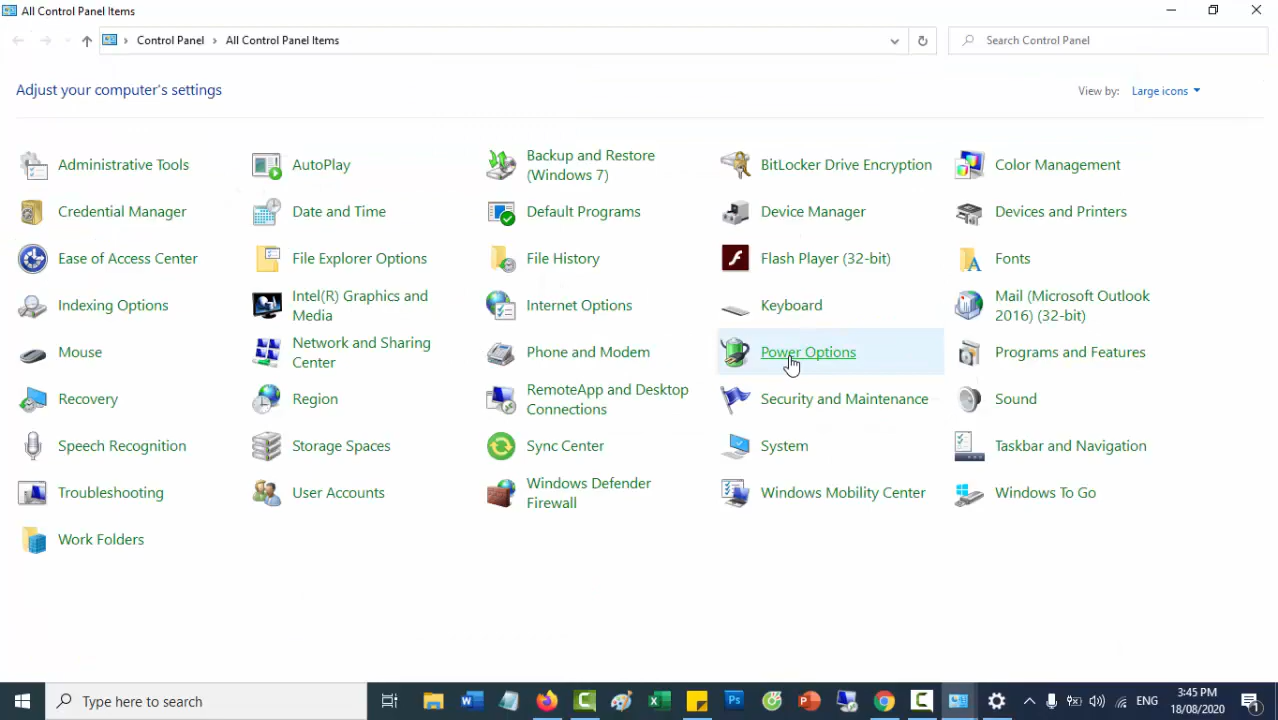 All Control Panel Items
Control Panel > All Control Panel Items
Search Control Panel
Adjust your computer's settings
View by: Large icons
Administrative Tools
AutoPlay
Backup and Restore
(Windows 7)
BitLocker Drive Encryption
Color Management
Credential Manager
Date and Time
Default Programs
Device Manager
Devices and Printers
Ease of Access Center
File Explorer Options
File History
Flash Player (32-bit)
Fonts
Indexing Options
Intel(R) Graphics and
Media
Internet Options
Keyboard
Mail (Microsoft Outlook
2016) (32-bit)
Mouse
Network and Sharing
Center
Phone and Modem
Power Options
Programs and Features
Recovery
Region
RemoteApp and Desktop
Connections
Security and Maintenance
Sound
Speech Recognition
Storage Spaces
Sync Center
System
Taskbar and Navigation
Troubleshooting
User Accounts
Windows Defender
Firewall
Windows Mobility Center
Windows To Go
Work Folders
Type here to search
Ps
ENG
3:45 PM
18/08/2020
1